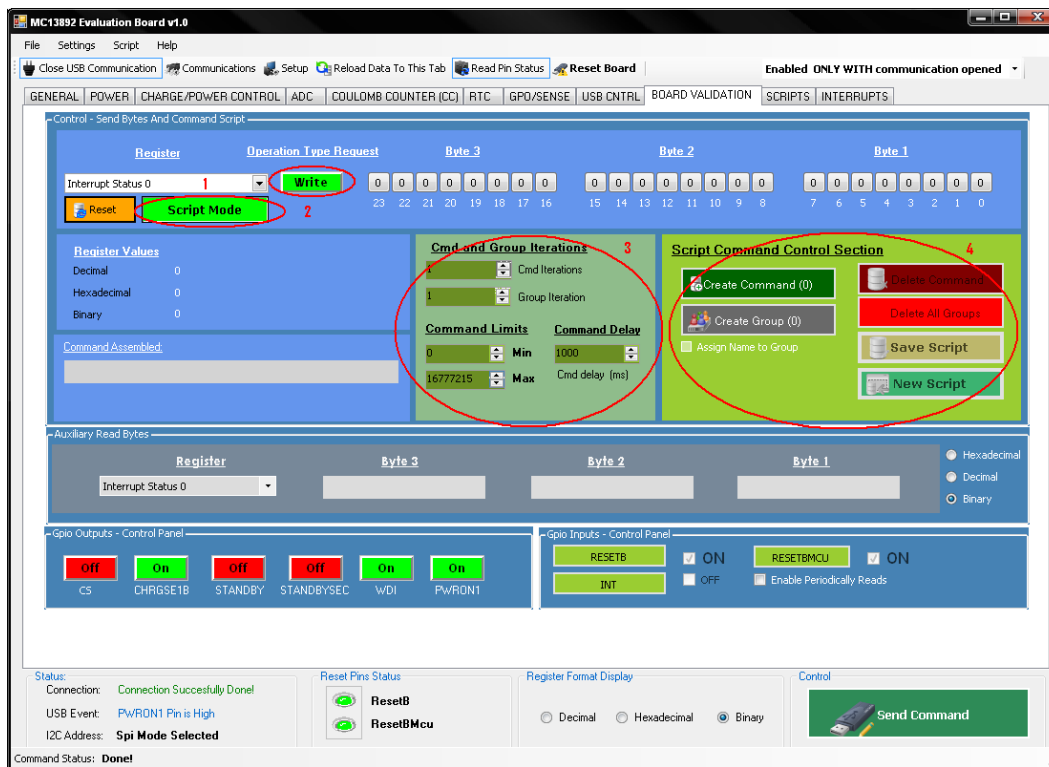 MC13892 Evaluation Board v1.0
File Settings Script Help
Close USB Communication Communications Setup Reload Data To This Tab Read Pin Status Reset Board Enabled ONLY WITH communication opened
GENERAL POWER CHARGE/POWER CONTROL ADC COULOMB COUNTER (CC) RTC GPO/SENSE USB CNTRL BOARD VALIDATION SCRIPTS INTERRUPTS
Control - Send Bytes And Command Script
Register Operation Type Request Byte 3 Byte 2 Byte 1
Interrupt Status 0 1 Write 0 0 0 0 0 0 0 0 0 0 0 0 0 0 0 0 0 0 0 0 0 0 0 0
Reset Script Mode 2 23 22 21 20 19 18 17 16 15 14 13 12 11 10 9 8 7 6 5 4 3 2 1 0
Register Values
Decimal 0
Hexadecimal 0
Binary 0
Command Assembled:
Cmd and Group Iterations 3
1 Cmd Iterations
1 Group Iteration
Command Limits Command Delay
0 Min 1000
16777215 Max Cmd delay (ms)
Script Command Control Section 4
Create Command (0) Delete Command
Create Group (0) Delete All Groups
Assign Name to Group Save Script
New Script
Auxiliary Read Bytes
Register Byte 3 Byte 2 Byte 1
Interrupt Status 0
Hexadecimal
Decimal
Binary
Gpio Outputs - Control Panel
Off On Off Off On On
CS CHRGSE1B STANDBY STANDBYSEC WDI PWRON1
Gpio Inputs - Control Panel
RESETB ON RESETBMCU ON
INT OFF Enable Periodically Reads
Status:
Connection: Connection Succesfully Done!
USB Event: PWRON1 Pin is High
I2C Address: Spi Mode Selected
Reset Pins Status
ResetB
ResetBMcu
Register Format Display
Decimal Hexadecimal Binary
Control
Send Command
Command Status: Done!